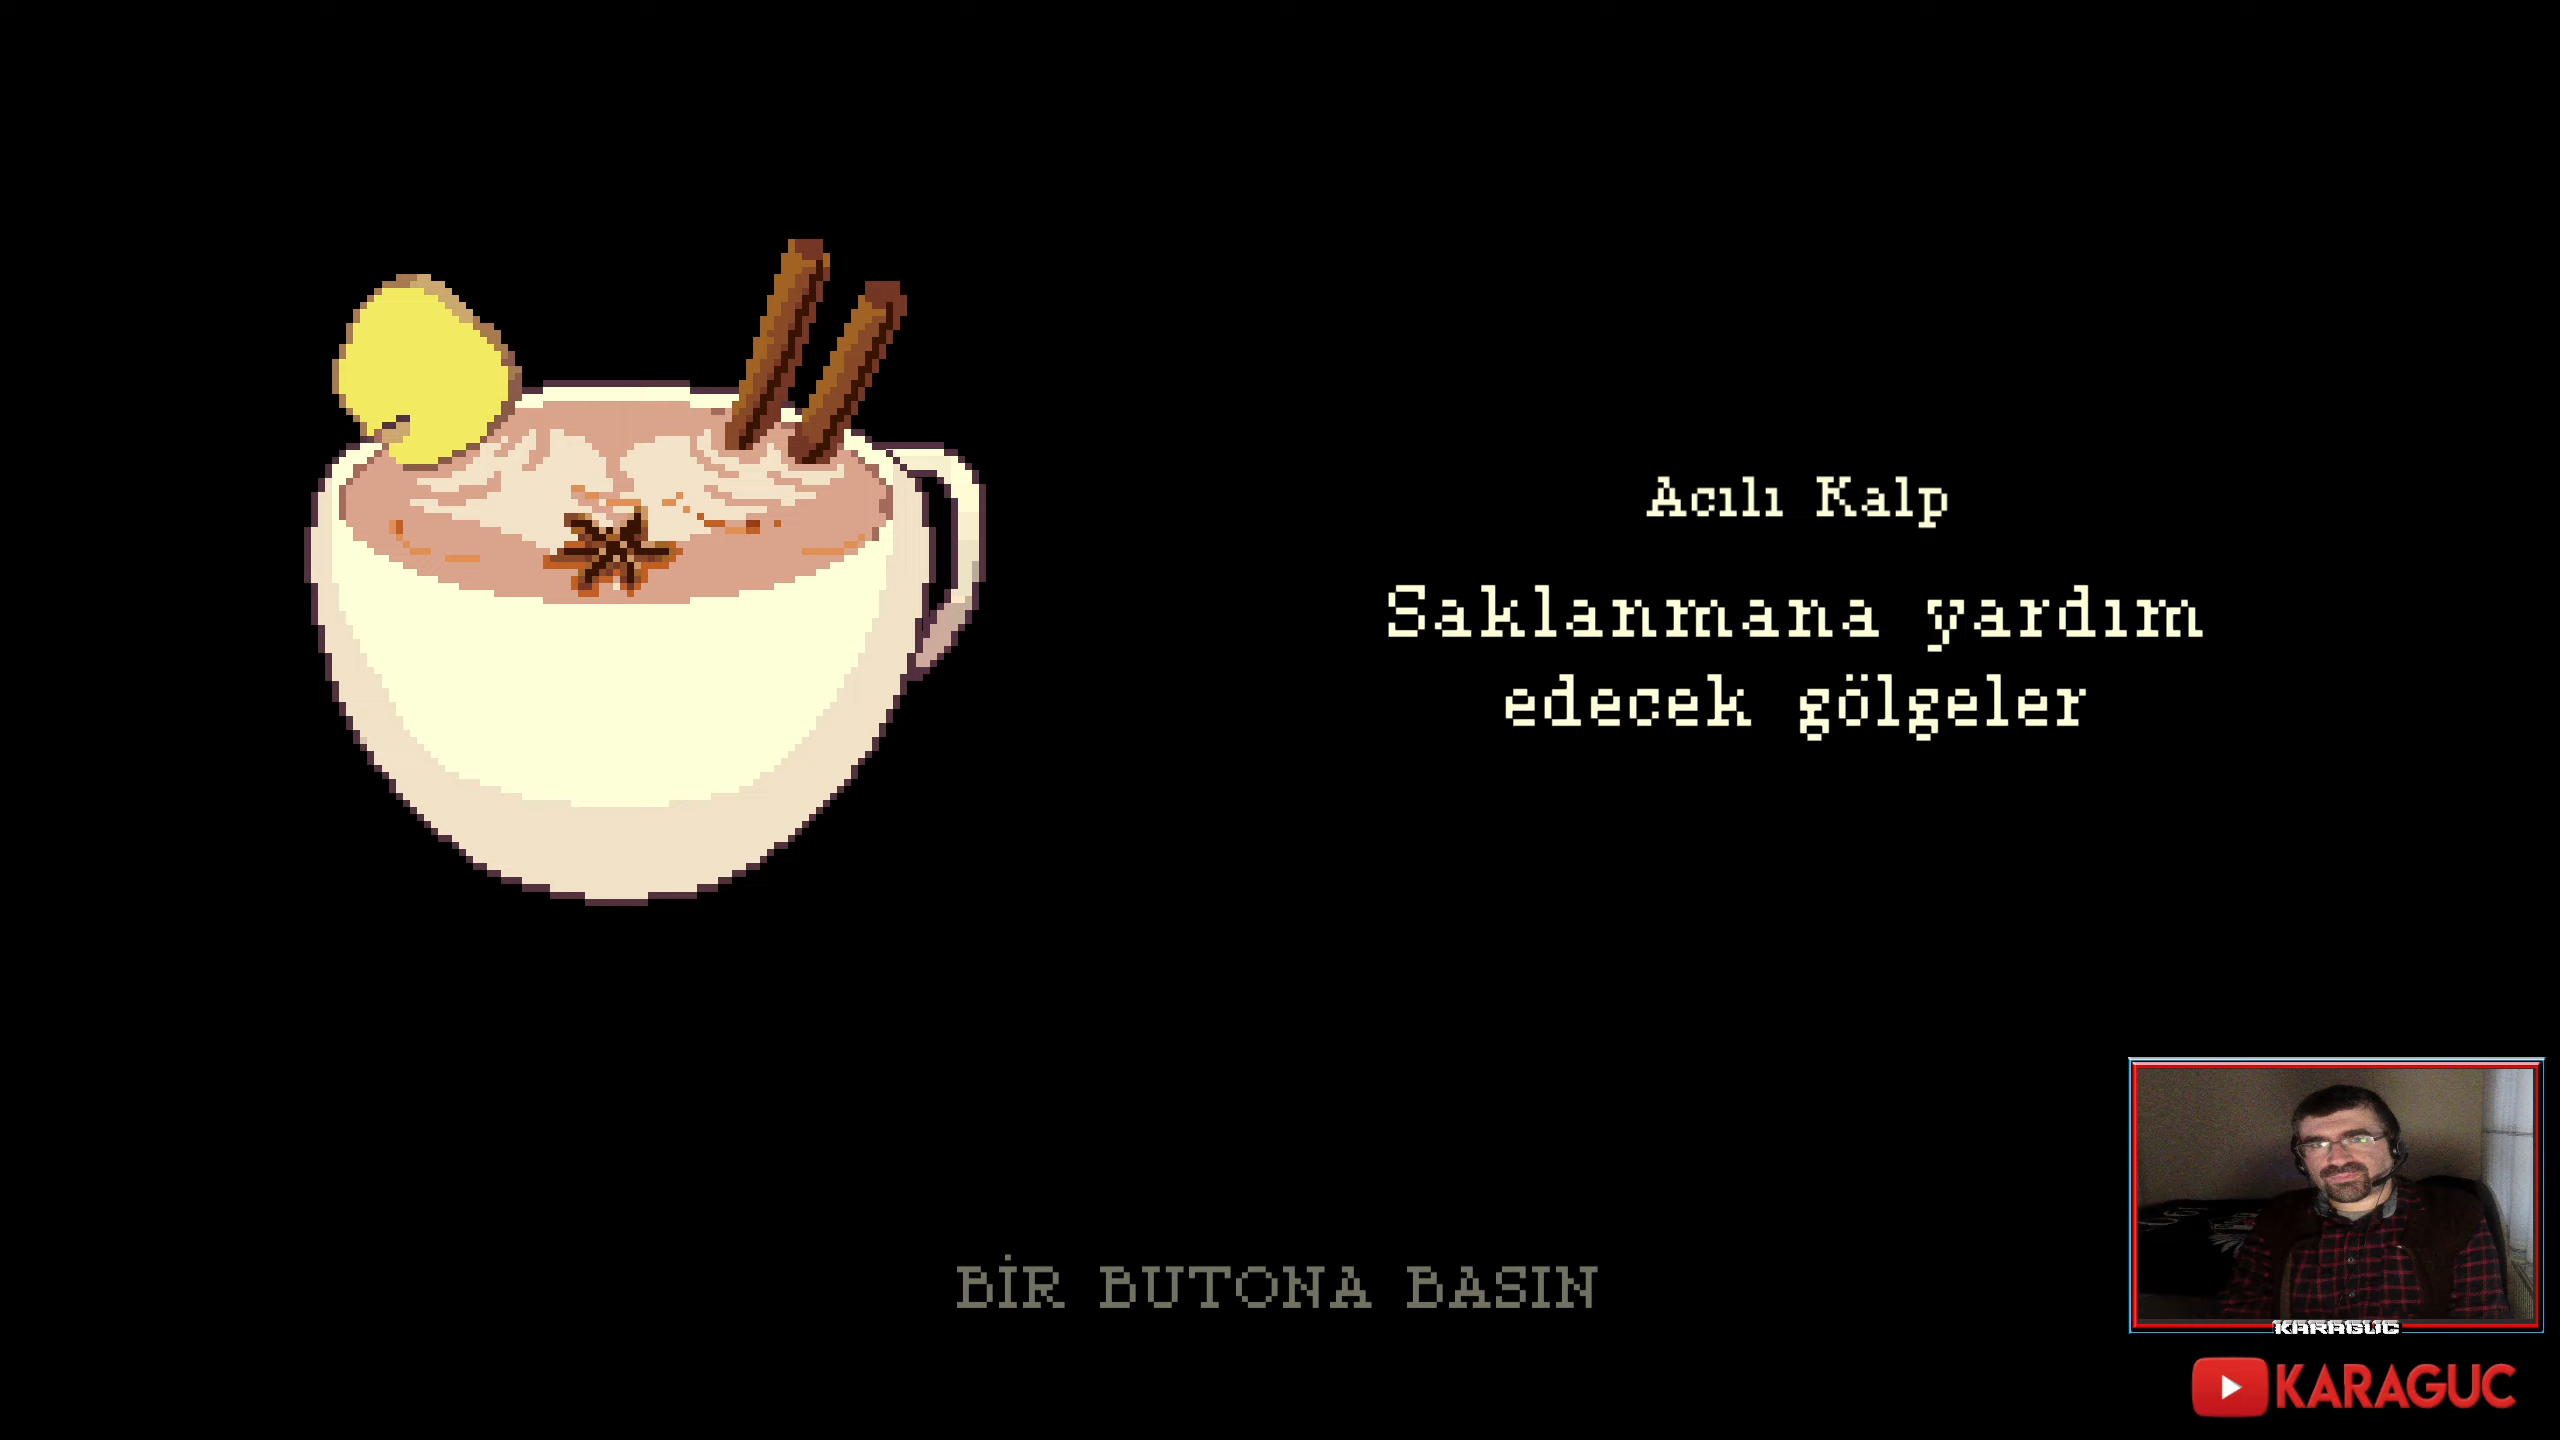 Acılı Kalp
Saklanmana yardım
edecek gölgeler
BİR BUTONA BASIN
KARAGUC
KARAGUC